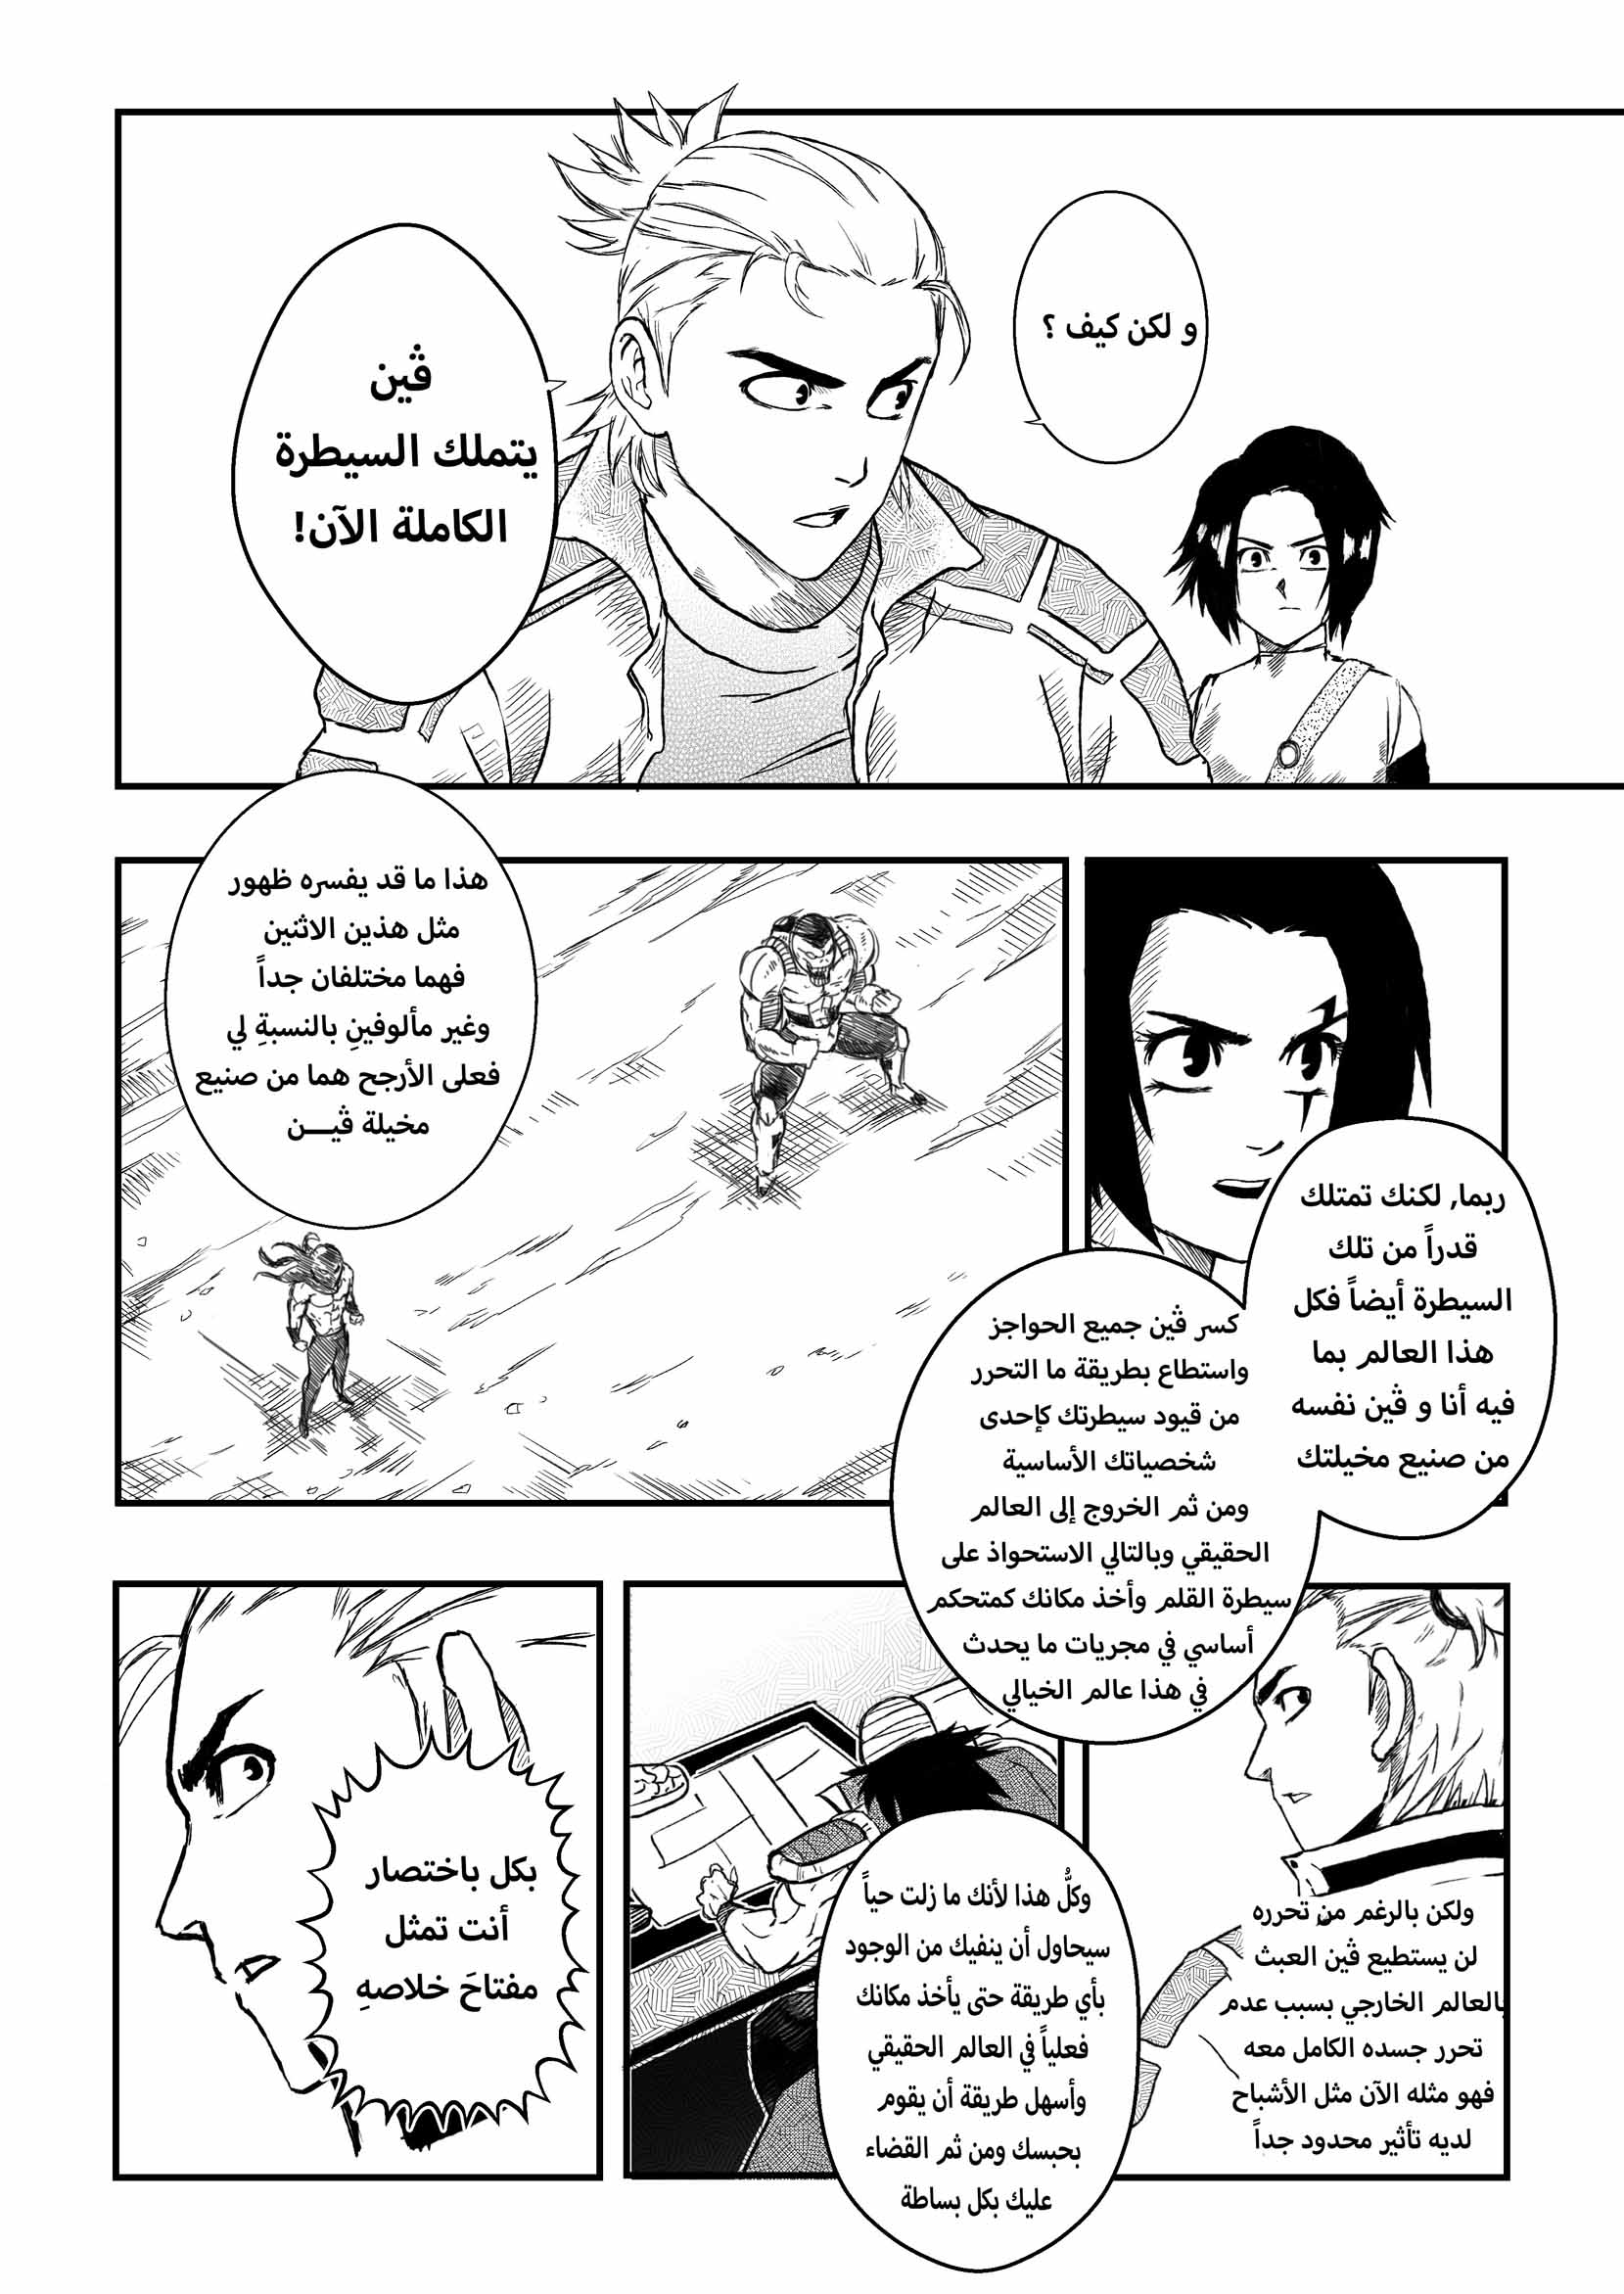 و لكن كيف ؟
ڤين
يتملك السيطرة
الكاملة الآن!
هذا ما قد يفسره ظهور
مثل هذين الاثنين
فهما مختلفان جداً
وغير مألوفينِ بالنسبةِ لي
فعلى الأرجح هما من صنيع
مخيلة ڤيـــن
ربما, لكنك تمتلك
قدراً من تلك
السيطرة أيضاً فكل
هذا العالم بما
فيه أنا و ڤين نفسه
من صنيع مخيلتك
كسر ڤين جميع الحواجز
واستطاع بطريقة ما التحرر
من قيود سيطرتك كإحدى
شخصياتك الأساسية
ومن ثم الخروج إلى العالم
الحقيقي وبالتالي الاستحواذ على
سيطرة القلم وأخذ مكانك كمتحكم
أساسي في مجريات ما يحدث
في هذا عالم الخيالي
ولكن بالرغم من تحرره
لن يستطيع ڤين العبث
بالعالم الخارجي بسبب عدم
تحرر جسده الكامل معه
فهو مثله الآن مثل الأشباح
لديه تأثير محدود جداً
وكلُّ هذا لأنك ما زلت حياً
سيحاول أن ينفيك من الوجود
بأي طريقة حتى يأخذ مكانك
فعلياً في العالم الحقيقي
وأسهل طريقة أن يقوم
بحبسك ومن ثم القضاء
عليك بكل بساطة
بكل باختصار
أنت تمثل
مفتاحَ خلاصهِ